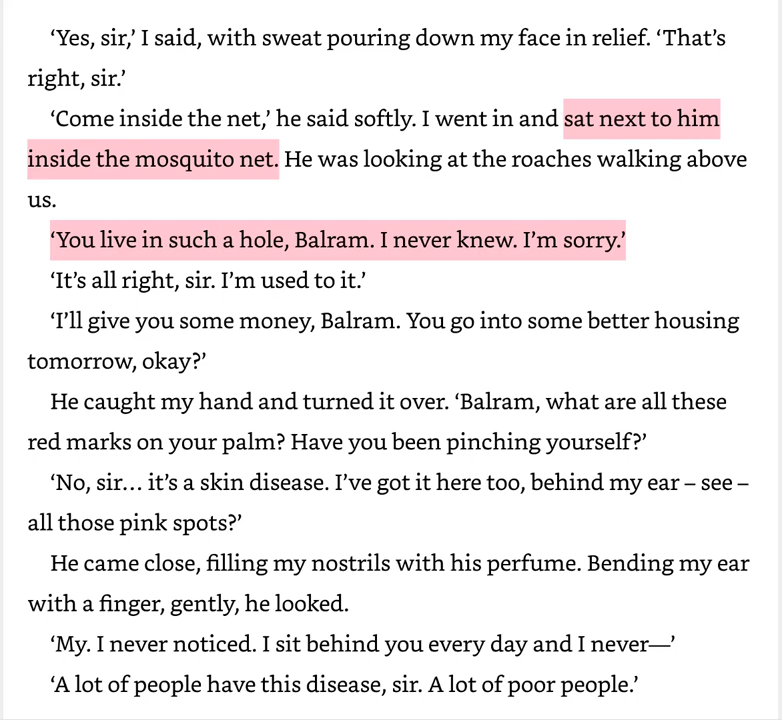 ‘Yes, sir,’ I said, with sweat pouring down my face in relief. ‘That’s
right, sir.’
‘Come inside the net,’ he said softly. I went in and sat next to him
inside the mosquito net. He was looking at the roaches walking above
us.
‘You live in such a hole, Balram. I never knew. I’m sorry.’
‘It’s all right, sir. I’m used to it.’
‘I’ll give you some money, Balram. You go into some better housing
tomorrow, okay?’
He caught my hand and turned it over. ‘Balram, what are all these
red marks on your palm? Have you been pinching yourself?’
‘No, sir… it’s a skin disease. I’ve got it here too, behind my ear – see –
all those pink spots?’
He came close, filling my nostrils with his perfume. Bending my ear
with a finger, gently, he looked.
‘My. I never noticed. I sit behind you every day and I never—’
‘A lot of people have this disease, sir. A lot of poor people.’